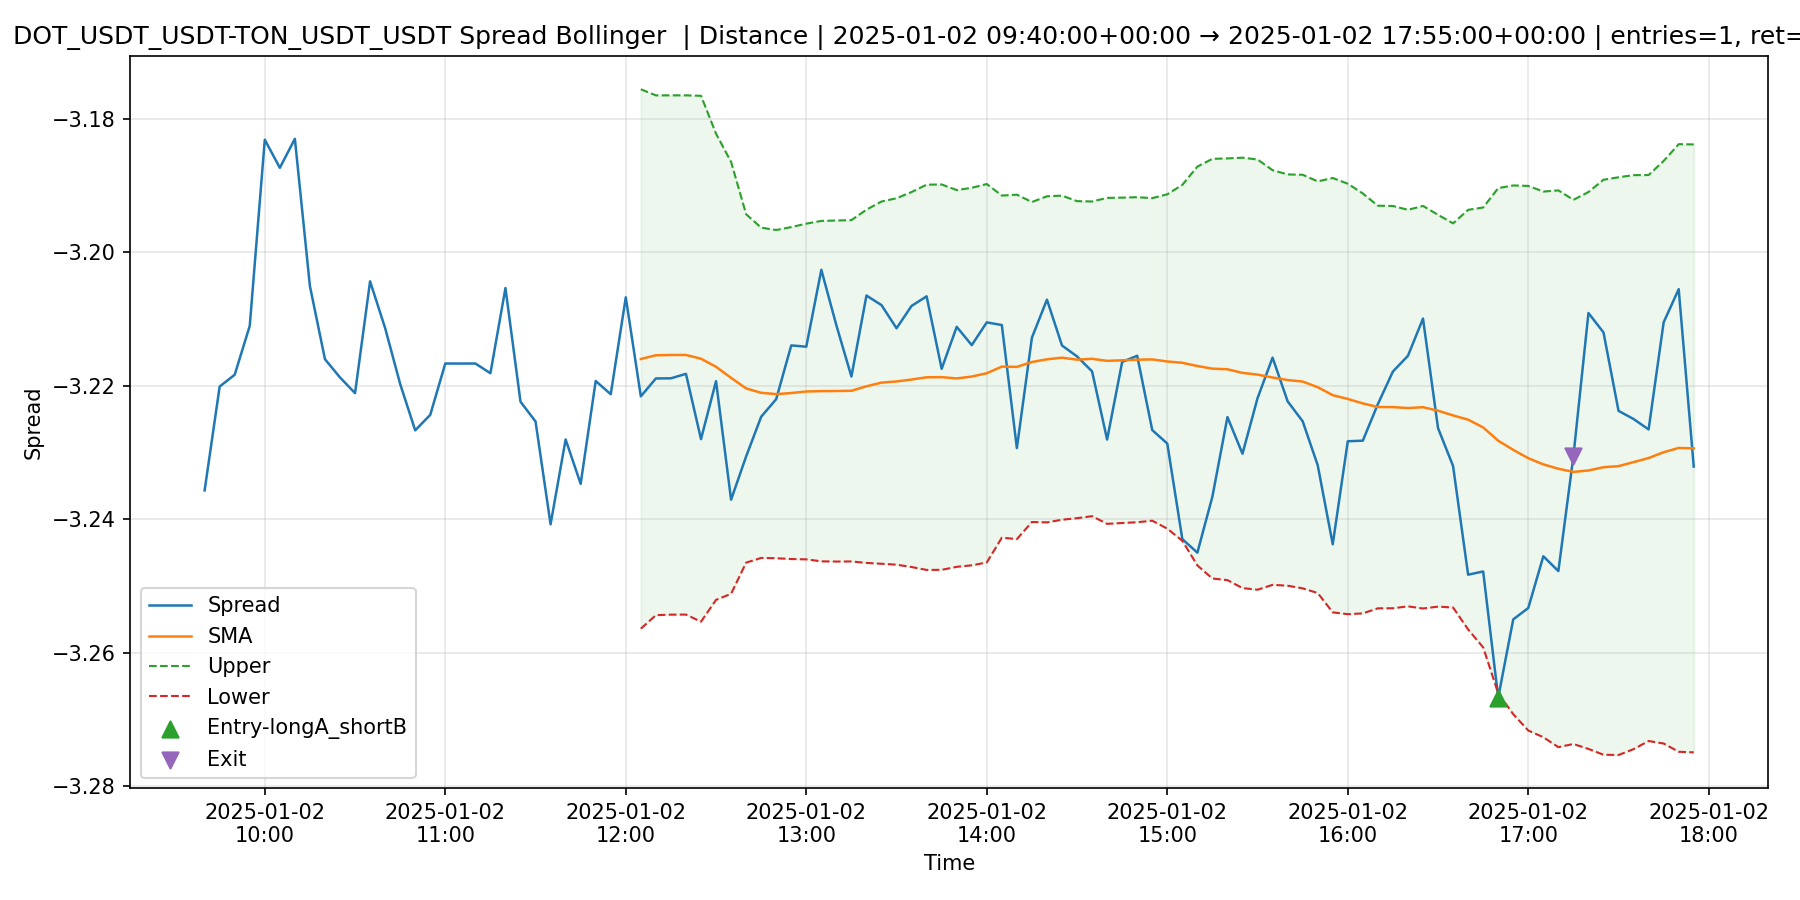 DOT_USDT_USDT-TON_USDT_USDT Spread Bollinger | Distance | 2025-01-02 09:40:00+00:00 → 2025-01-02 17:55:00+00:00 | entries=1, ret=
−3.18
−3.20
−3.22
−3.24
−3.26
−3.28
Spread
Spread
SMA
Upper
Lower
Entry-longA_shortB
Exit
2025-01-02 2025-01-02 2025-01-02 2025-01-02 2025-01-02 2025-01-02 2025-01-02 2025-01-02 2025-01-02
10:00 11:00 12:00 13:00 14:00 15:00 16:00 17:00 18:00
Time